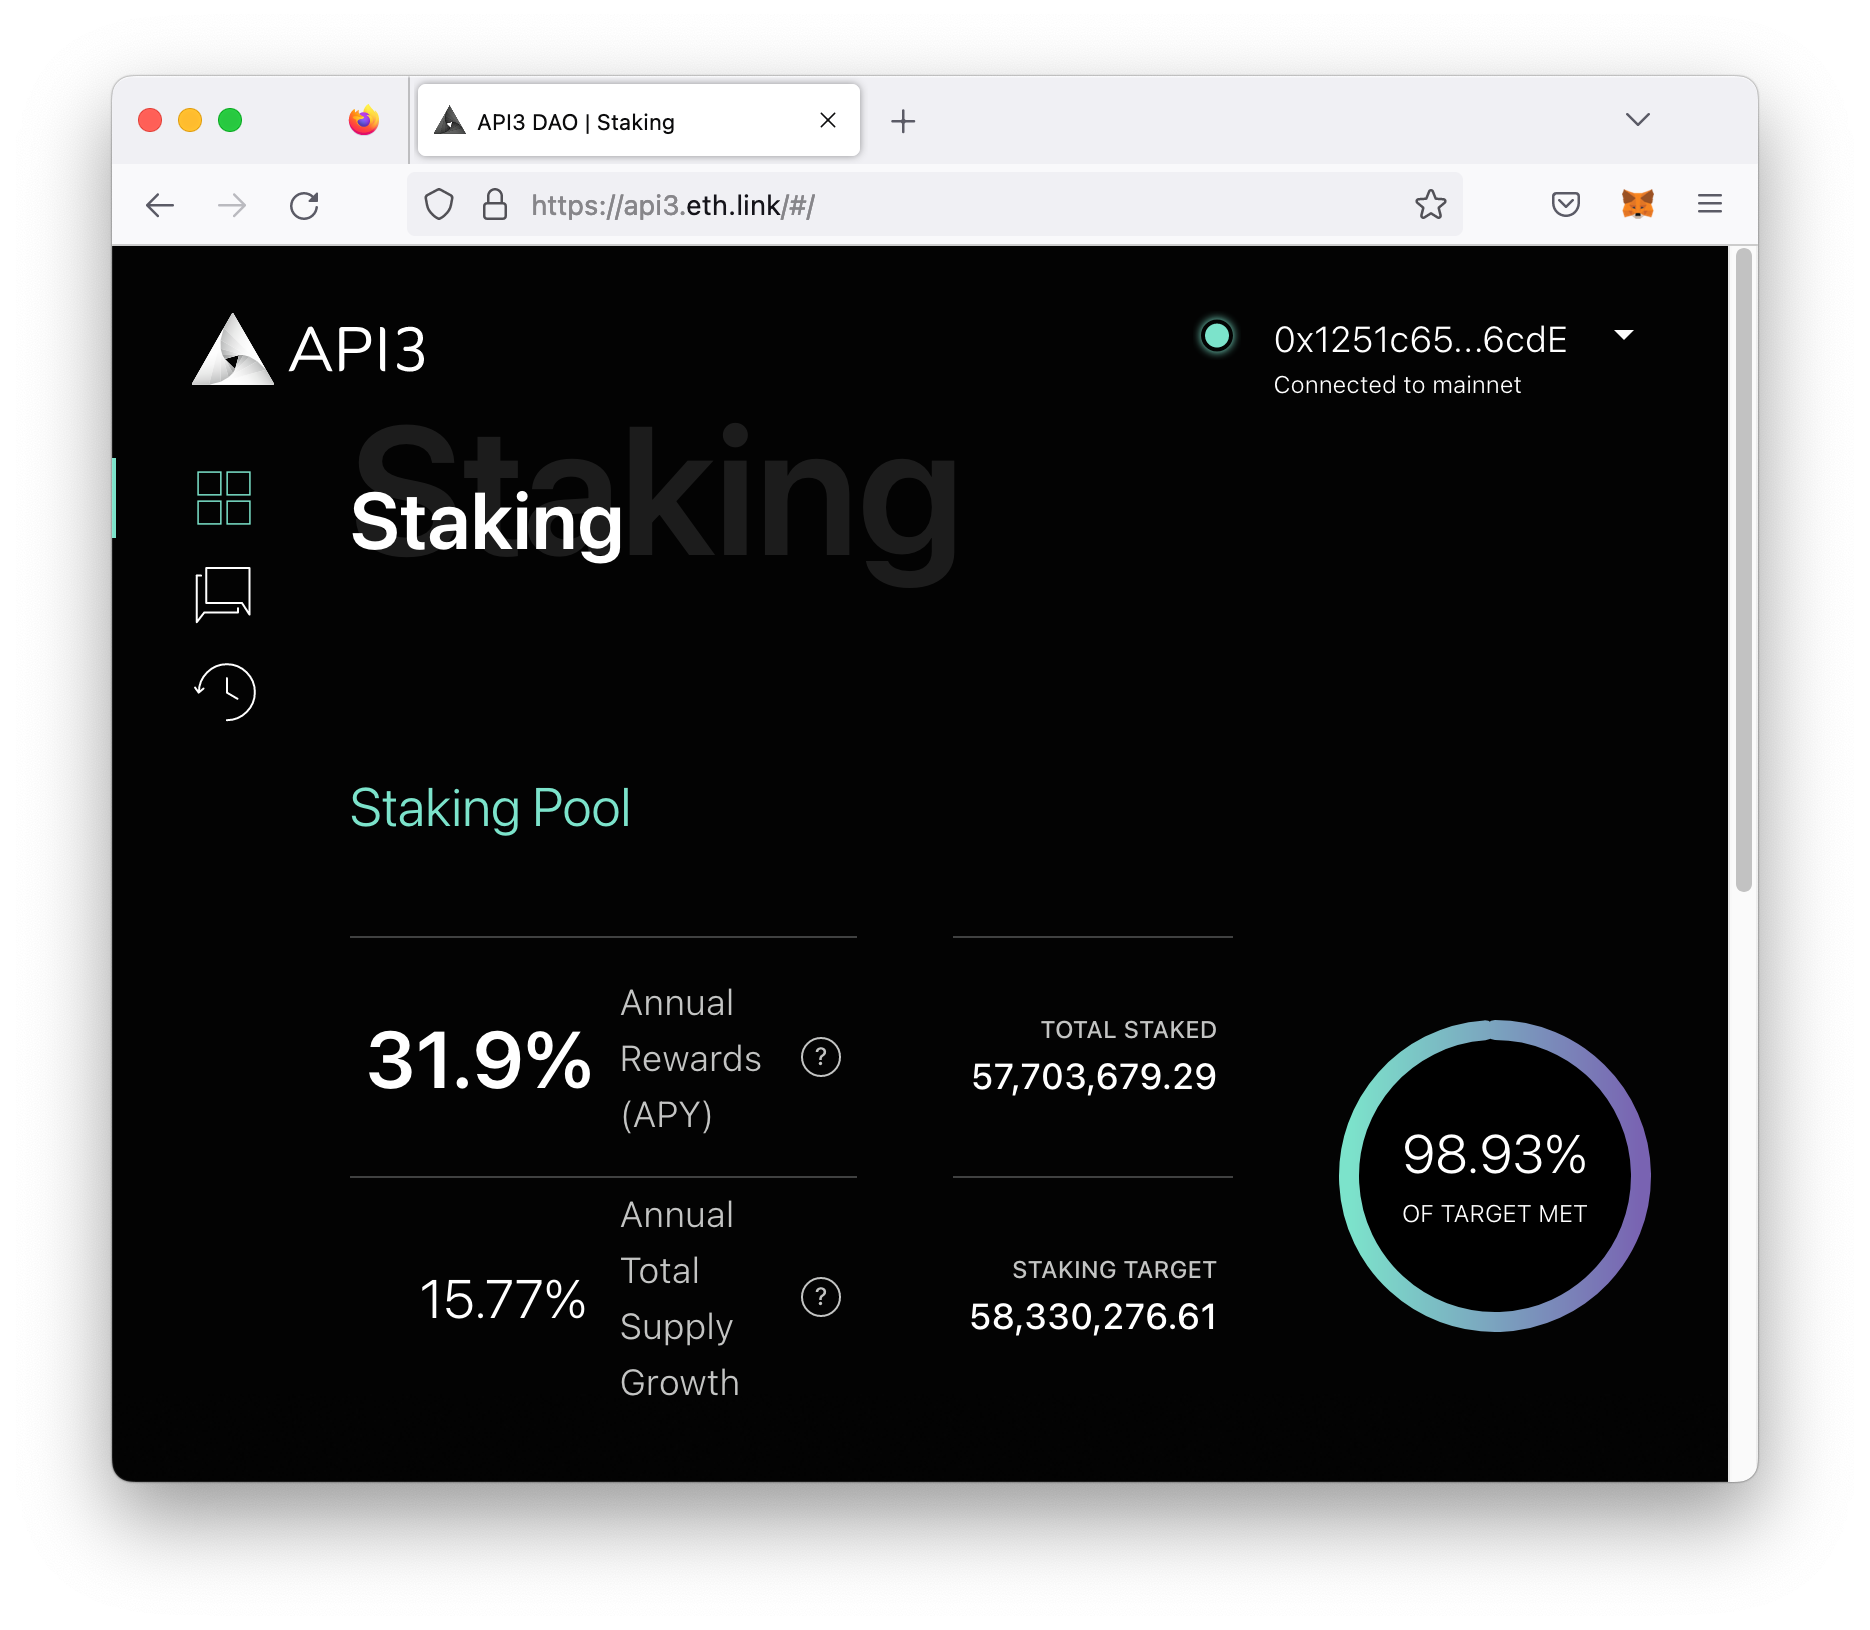 API3 DAO | Staking
https://api3.eth.link/#/
API3
0x1251c65...6cdE
Connected to mainnet
Staking
Staking
Staking Pool
31.9%
Annual
Rewards
(APY)
?
TOTAL STAKED
57,703,679.29
15.77%
Annual
Total
Supply
Growth
?
STAKING TARGET
58,330,276.61
98.93%
OF TARGET MET